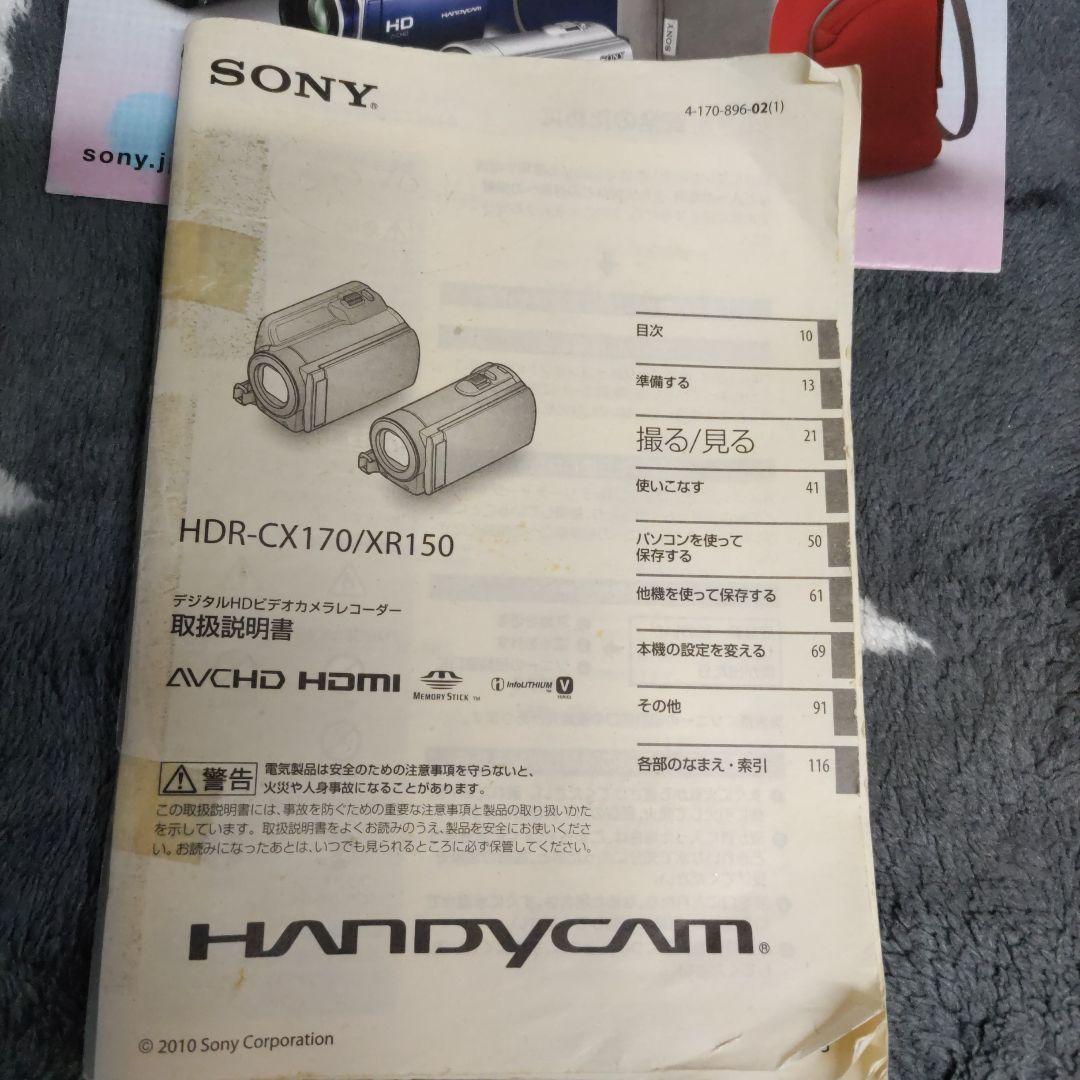 HD
AVCHD
HANDYCAM
SONY
SONY
sony.j
SONY®
4-170-896-02(1)
目次 10
準備する 13
撮る/見る 21
使いこなす 41
パソコンを使って
保存する 50
他機を使って保存する 61
本機の設定を変える 69
その他 91
各部のなまえ・索引 116
HDR-CX170/XR150
デジタルHDビデオカメラレコーダー
取扱説明書
AVCHD HDMI MEMORY STICK TM InfoLITHIUM TM V SERIES
警告 電気製品は安全のための注意事項を守らないと、
火災や人身事故になることがあります。
この取扱説明書には、事故を防ぐための重要な注意事項と製品の取り扱いかた
を示しています。取扱説明書をよくお読みのうえ、製品を安全にお使いくださ
い。お読みになったあとは、いつでも見られるところに必ず保管してください。
HANDYCAM®
© 2010 Sony Corporation